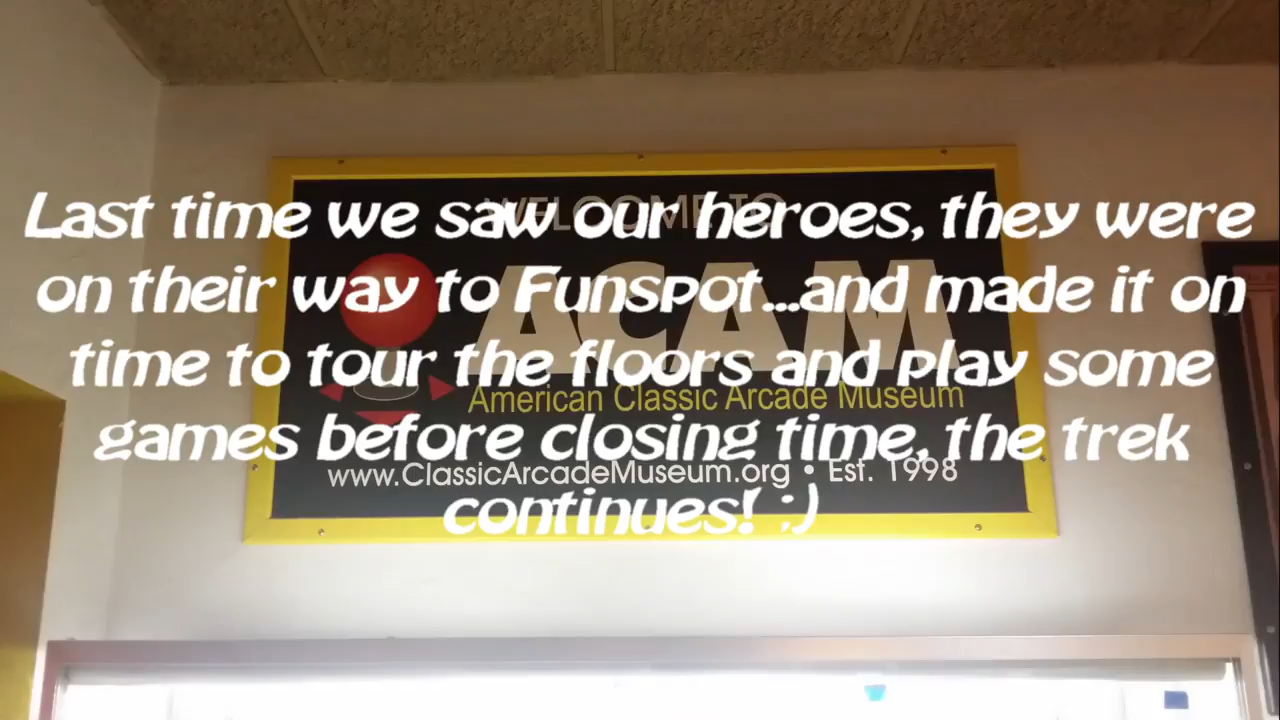 Last time we saw our heroes, they were
on their way to Funspot...and made it on
time to tour the floors and play some
games before closing time, the trek
continues! ;)
WELCOME TO
ACAM
American Classic Arcade Museum
www.ClassicArcadeMuseum.org • Est. 1998